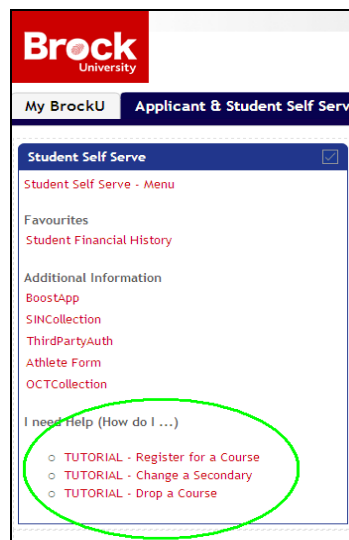 Brock
University
My BrockU Applicant & Student Self Serv
Student Self Serve
Student Self Serve - Menu
Favourites
Student Financial History
Additional Information
BoostApp
SINCollection
ThirdPartyAuth
Athlete Form
OCTCollection
I need Help (How do I ...)
TUTORIAL - Register for a Course
TUTORIAL - Change a Secondary
TUTORIAL - Drop a Course